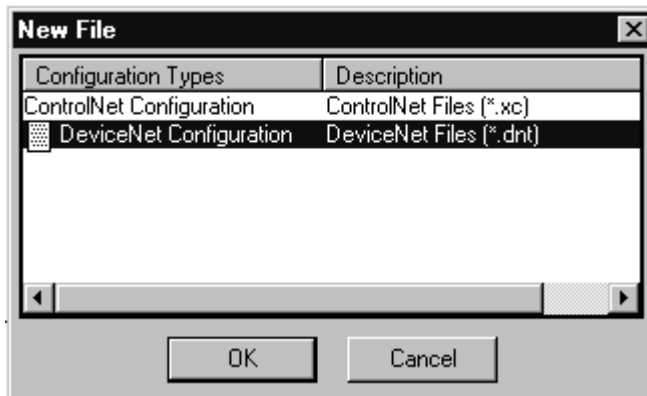 New File
Configuration Types Description
ControlNet Configuration ControlNet Files (*.xc)
DeviceNet Configuration DeviceNet Files (*.dnt)
OK Cancel